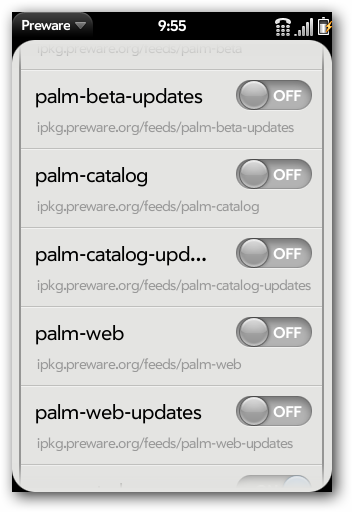 Preware 9:55
ipkg.preware.org/feeds/palm-beta
palm-beta-updates OFF
ipkg.preware.org/feeds/palm-beta-updates
palm-catalog OFF
ipkg.preware.org/feeds/palm-catalog
palm-catalog-upd... OFF
ipkg.preware.org/feeds/palm-catalog-updates
palm-web OFF
ipkg.preware.org/feeds/palm-web
palm-web-updates OFF
ipkg.preware.org/feeds/palm-web-updates